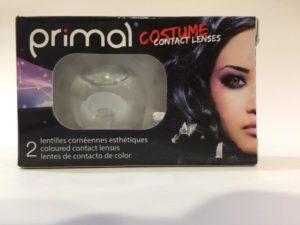 primal®
COSTUME
CONTACT LENSES
2
lentilles cornéennes esthétiques
coloured contact lenses
lentes de contacto de color